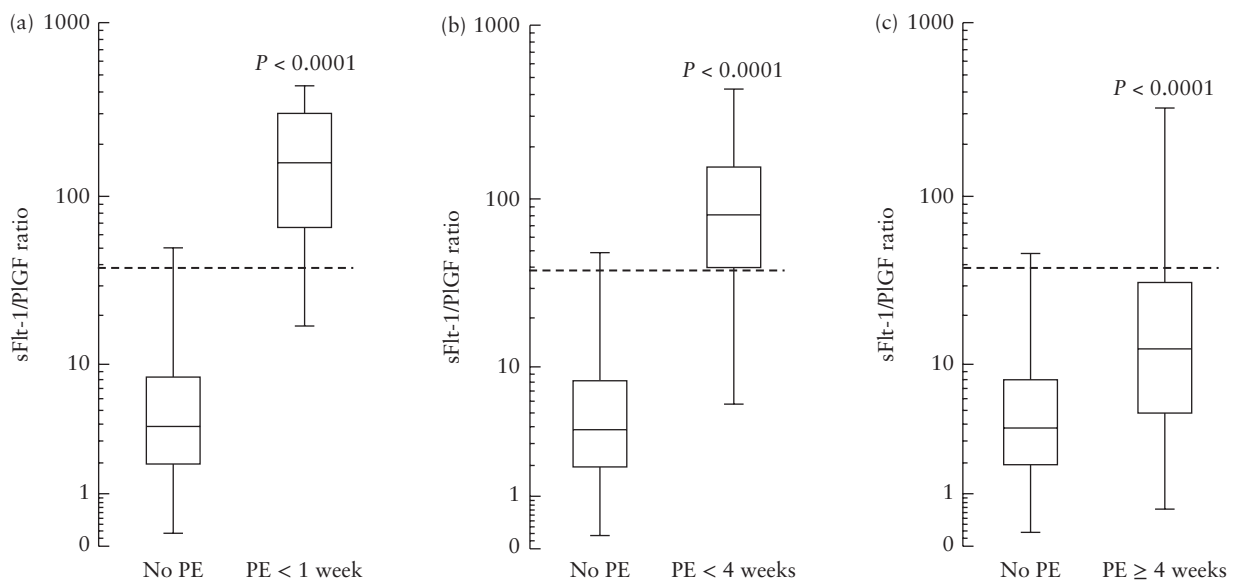 (a)
1000
100
10
1
0
sFlt-1/PlGF ratio
P < 0.0001
No PE
PE < 1 week
(b)
1000
100
10
1
0
sFlt-1/PlGF ratio
P < 0.0001
No PE
PE < 4 weeks
(c)
1000
100
10
1
0
sFlt-1/PlGF ratio
P < 0.0001
No PE
PE ≥ 4 weeks